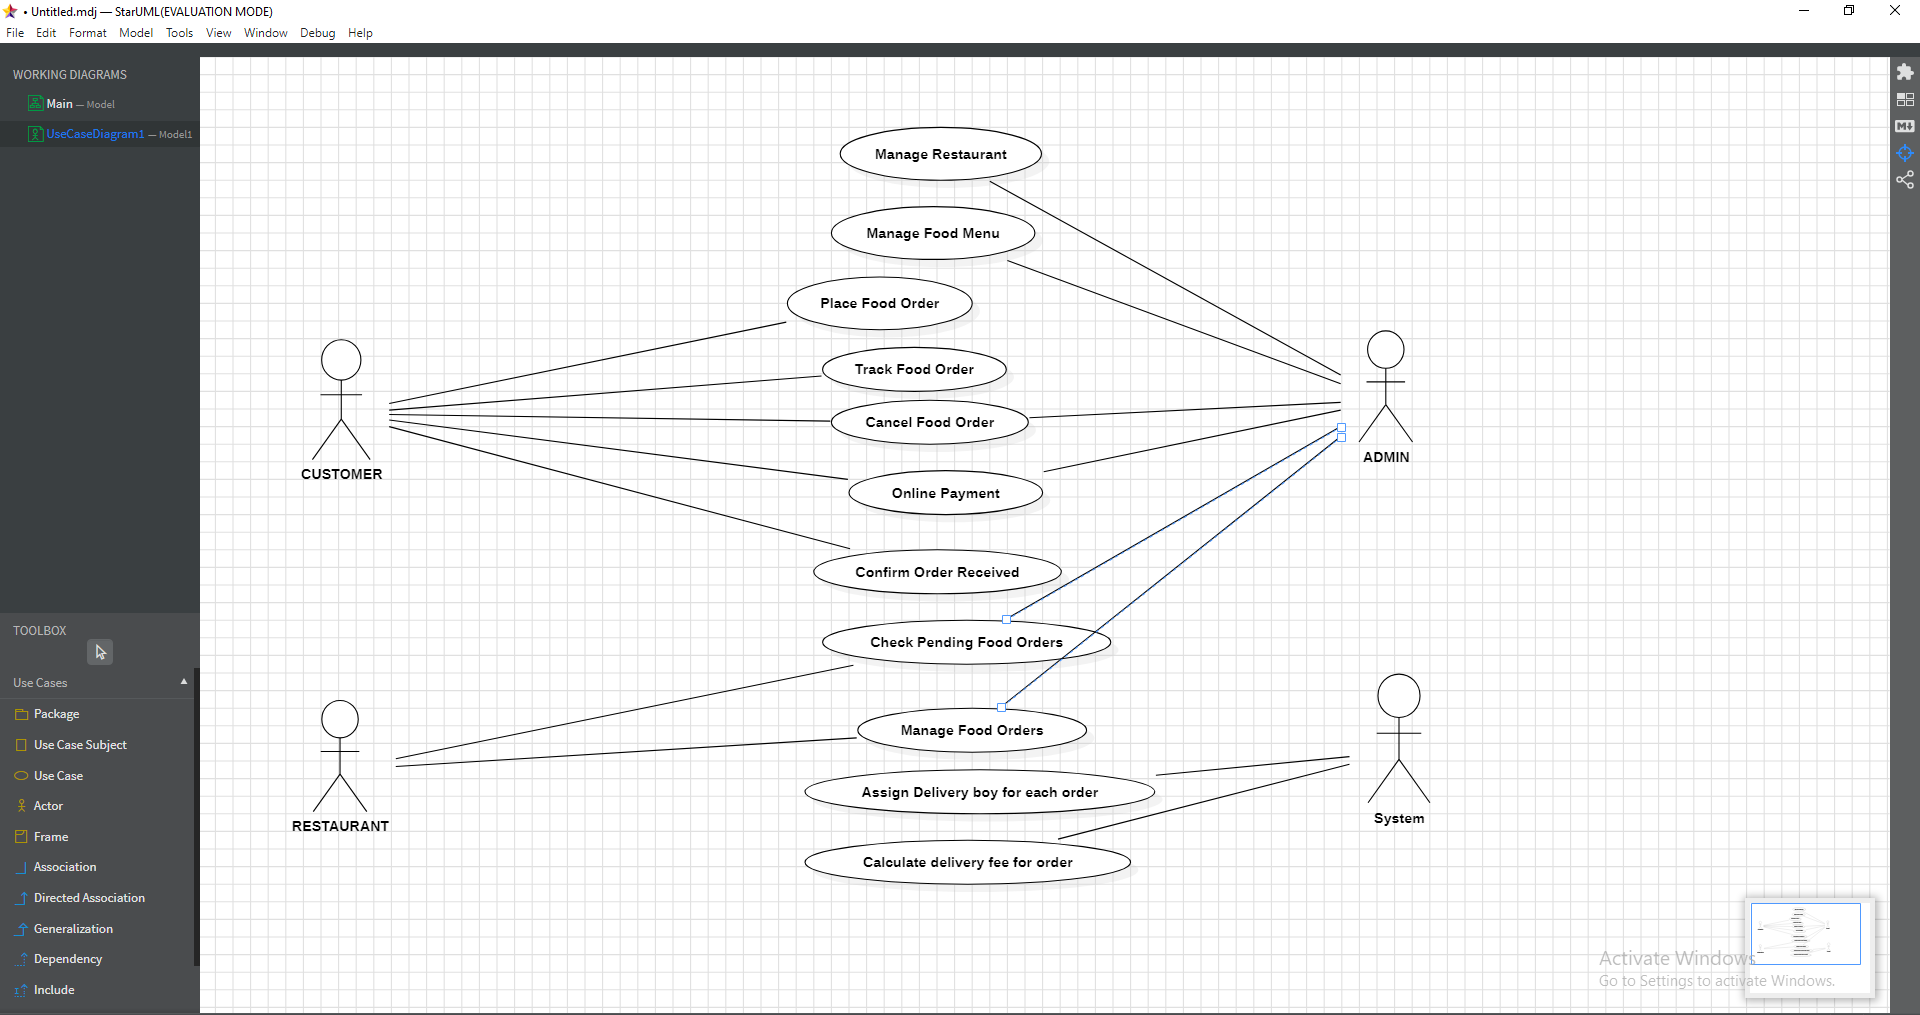 • Untitled.mdj — StarUML(EVALUATION MODE)
File Edit Format Model Tools View Window Debug Help
WORKING DIAGRAMS
Main — Model
UseCaseDiagram1 — Model1
TOOLBOX
Use Cases
Package
Use Case Subject
Use Case
Actor
Frame
Association
Directed Association
Generalization
Dependency
Include
Manage Restaurant
Manage Food Menu
Place Food Order
Track Food Order
Cancel Food Order
Online Payment
Confirm Order Received
Check Pending Food Orders
Manage Food Orders
Assign Delivery boy for each order
Calculate delivery fee for order
CUSTOMER
RESTAURANT
ADMIN
System
M
Activate Windows
Go to Settings to activate Windows.